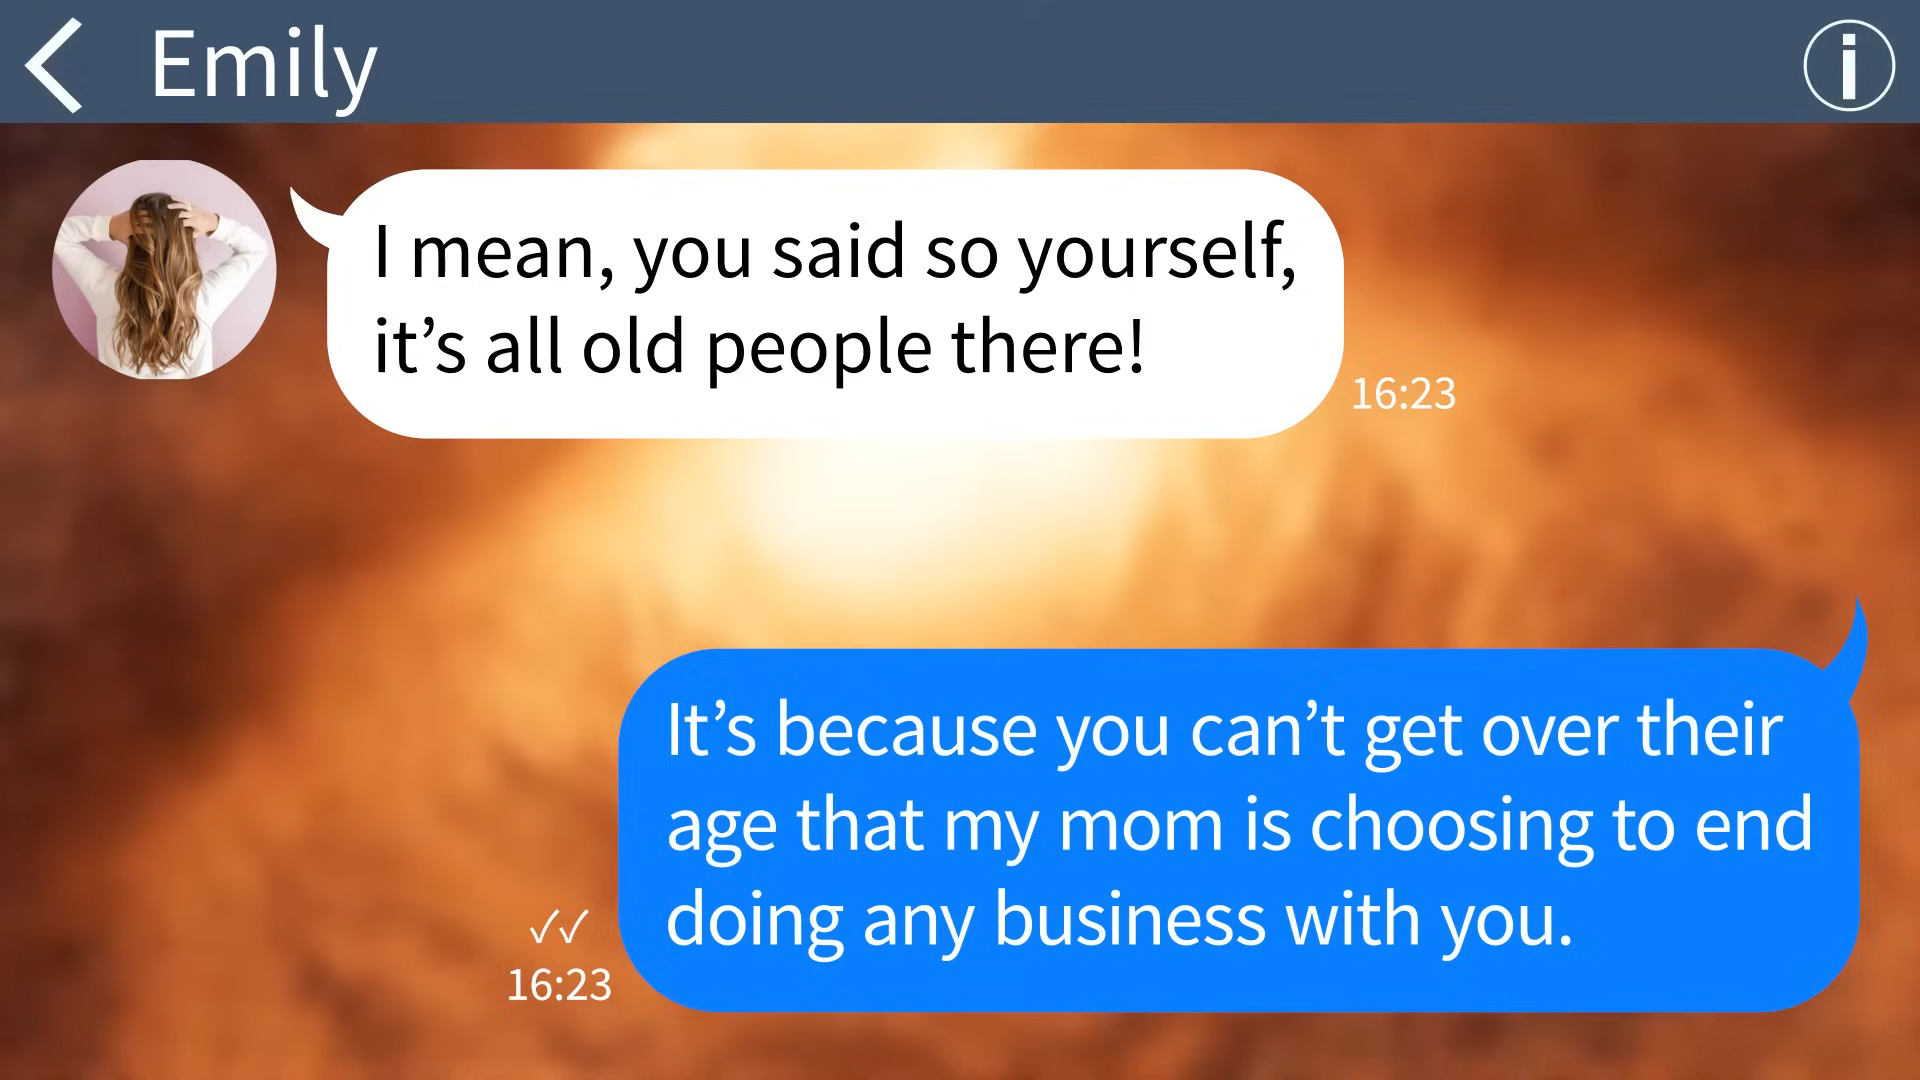 Emily
I mean, you said so yourself,
it’s all old people there!
16:23
It’s because you can’t get over their
age that my mom is choosing to end
doing any business with you.
16:23